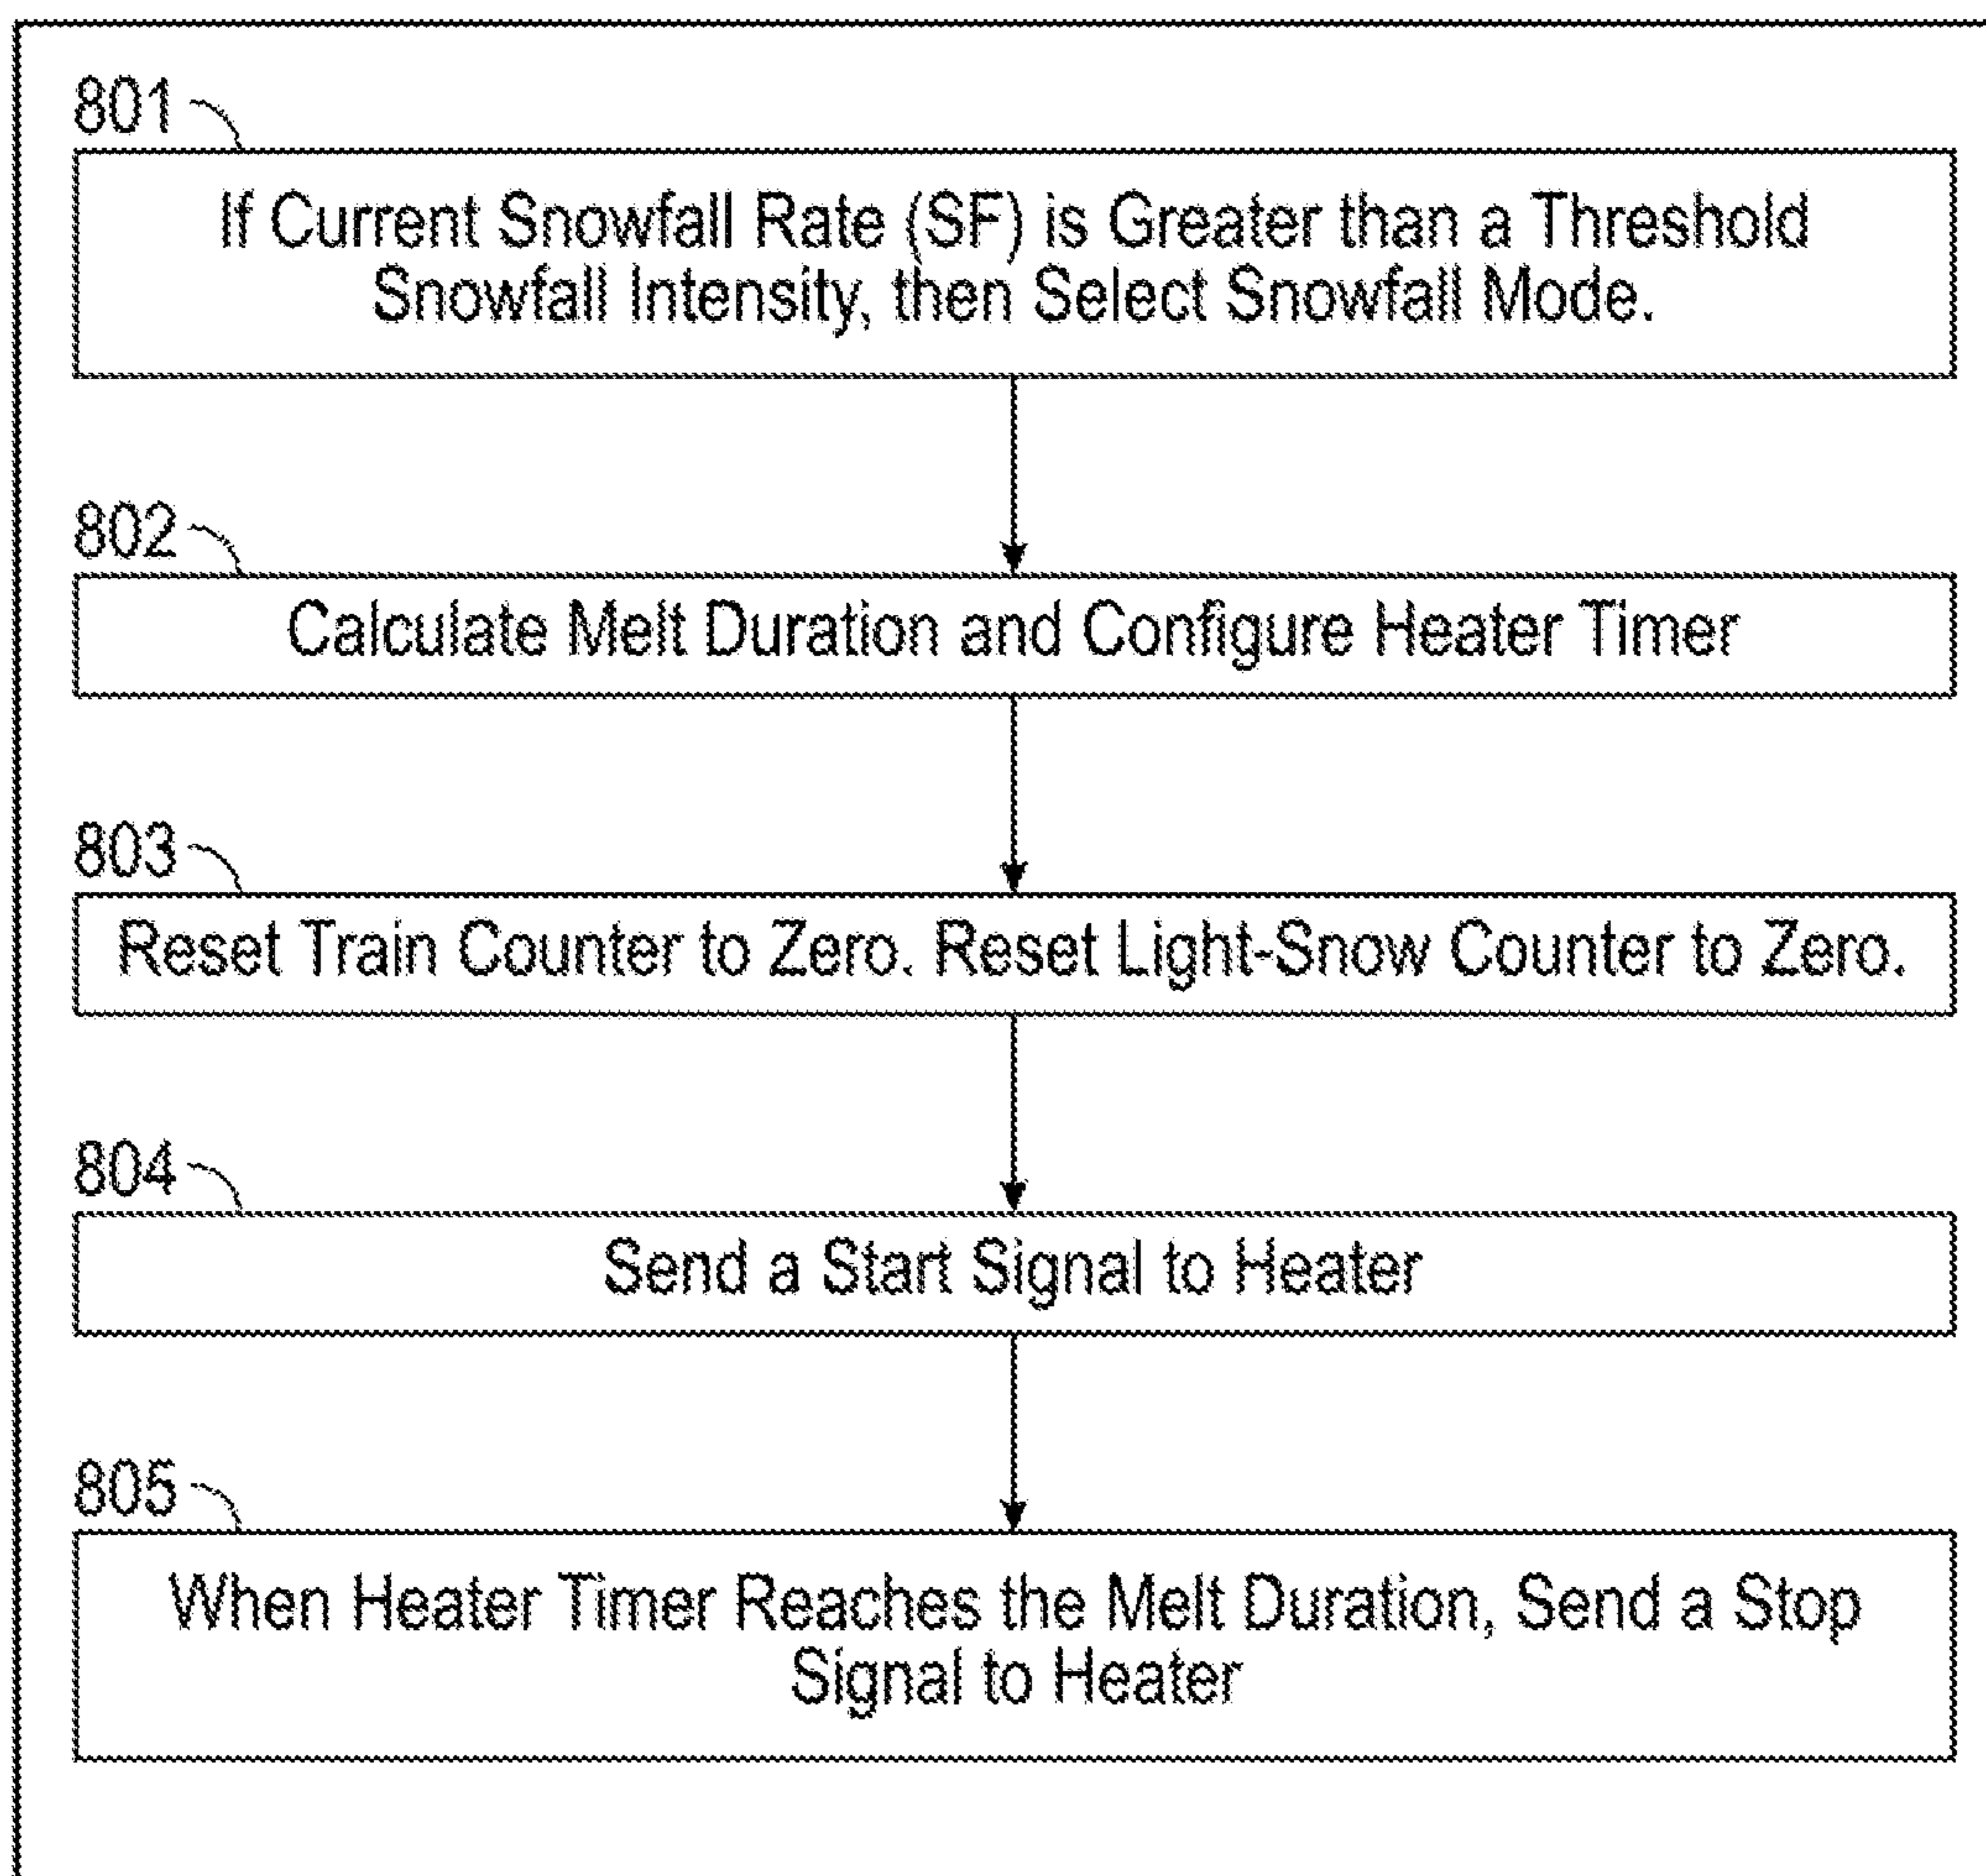 801
If Current Snowfall Rate (SF) is Greater than a Threshold
Snowfall Intensity, then Select Snowfall Mode.
802
Calculate Melt Duration and Configure Heater Timer
803
Reset Train Counter to Zero. Reset Light-Snow Counter to Zero.
804
Send a Start Signal to Heater
805
When Heater Timer Reaches the Melt Duration, Send a Stop
Signal to Heater